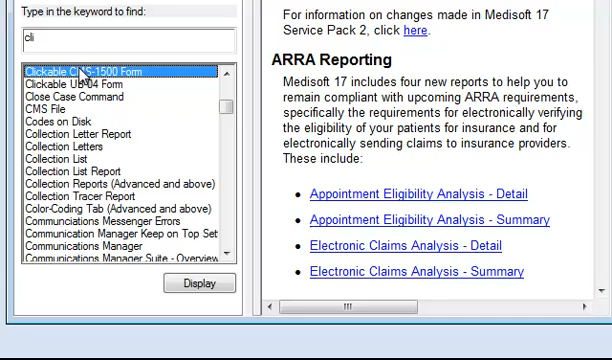 Type in the keyword to find:
cli
Clickable CMS-1500 Form
Clickable UB-04 Form
Close Case Command
CMS File
Codes on Disk
Collection Letter Report
Collection Letters
Collection List
Collection List Report
Collection Reports (Advanced and above)
Collection Tracer Report
Color-Coding Tab (Advanced and above)
Communcications Messenger Errors
Communication Manager Keep on Top Set
Communications Manager
Communications Manager Suite - Overview
Display
For information on changes made in Medisoft 17
Service Pack 2, click here.
ARRA Reporting
Medisoft 17 includes four new reports to help you to
remain compliant with upcoming ARRA requirements,
specifically the requirements for electronically verifying
the eligibility of your patients for insurance and for
electronically sending claims to insurance providers.
These include:
• Appointment Eligibility Analysis - Detail
• Appointment Eligibility Analysis - Summary
• Electronic Claims Analysis - Detail
• Electronic Claims Analysis - Summary